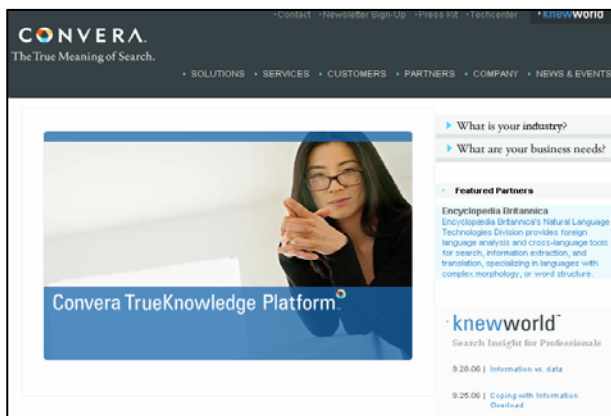 ·Contact ·Newsletter Sign-Up ·Press Kit ·Techcenter ·knewworld
CONVERA.
The True Meaning of Search.
• SOLUTIONS • SERVICES • CUSTOMERS • PARTNERS • COMPANY • NEWS & EVENTS
What is your industry?
What are your business needs?
Featured Partners
Encyclopedia Britannica
Encyclopædia Britannica's Natural Language
Technologies Division provides foreign
language analysis and cross-language tools
for search, information extraction, and
translation, specializing in languages with
complex morphology, or word structure.
Convera TrueKnowledge Platform
knewworld™
Search Insight for Professionals
9.28.06 | Information vs. data
9.25.06 | Coping with Information
Overload